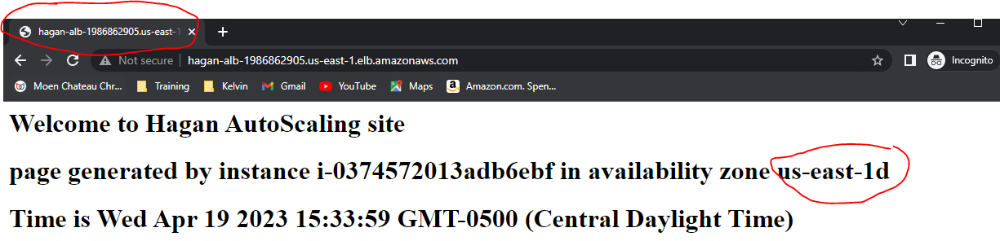 hagan-alb-1986862905.us-east-1
Not secure | hagan-alb-1986862905.us-east-1.elb.amazonaws.com Incognito
Moen Chateau Chr... Training Kelvin Gmail YouTube Maps Amazon.com. Spen...
Welcome to Hagan AutoScaling site
page generated by instance i-0374572013adb6ebf in availability zone us-east-1d
Time is Wed Apr 19 2023 15:33:59 GMT-0500 (Central Daylight Time)